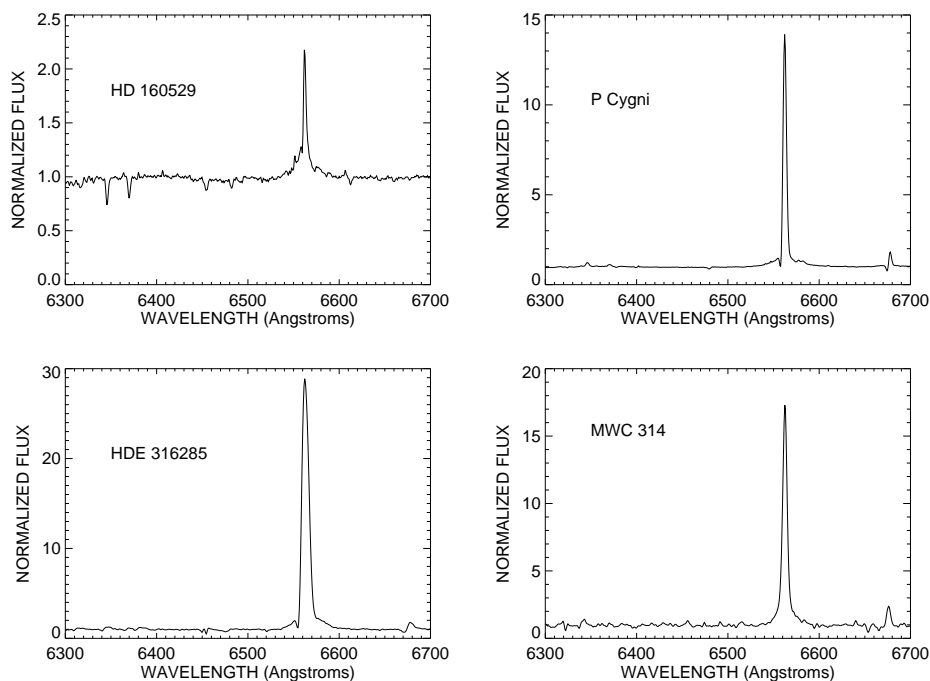 2.5
2.0
1.5
1.0
0.5
0.0
NORMALIZED FLUX
HD 160529
6300 6400 6500 6600 6700
WAVELENGTH (Angstroms)
15
10
5
0
NORMALIZED FLUX
P Cygni
6300 6400 6500 6600 6700
WAVELENGTH (Angstroms)
30
20
10
0
NORMALIZED FLUX
HDE 316285
6300 6400 6500 6600 6700
WAVELENGTH (Angstroms)
20
15
10
5
0
NORMALIZED FLUX
MWC 314
6300 6400 6500 6600 6700
WAVELENGTH (Angstroms)